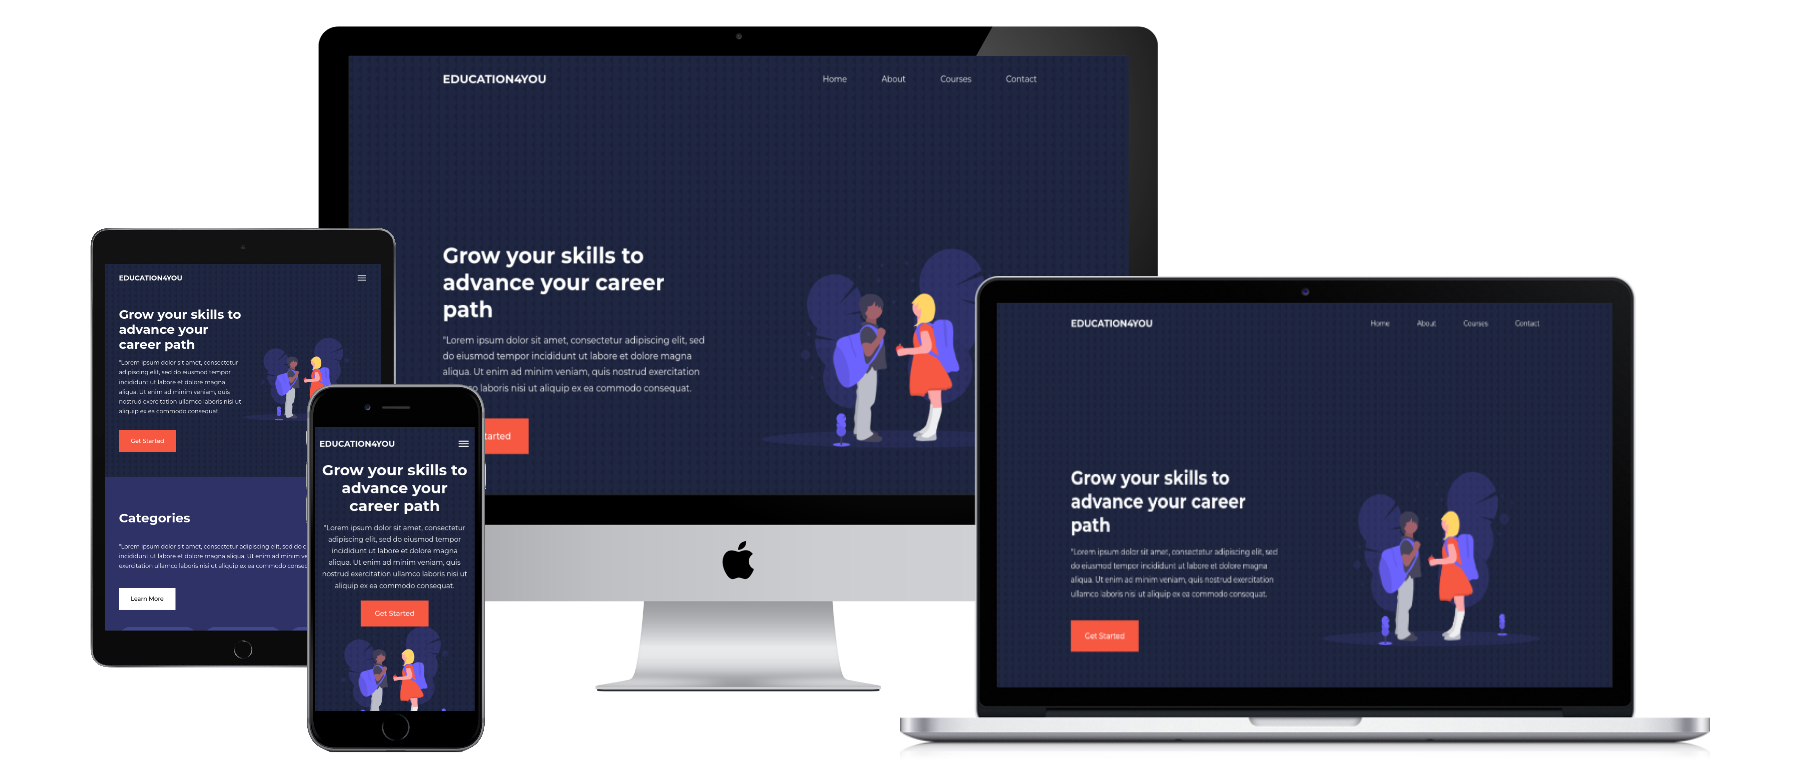 EDUCATION4YOU
Home About Courses Contact
Grow your skills to
advance your career
path
"Lorem ipsum dolor sit amet, consectetur adipiscing elit, sed
do eiusmod tempor incididunt ut labore et dolore magna
aliqua. Ut enim ad minim veniam, quis nostrud exercitation
laboris nisi ut aliquip ex ea commodo consequat.
EDUCATION4YOU
Grow your skills to
advance your
career path
"Lorem ipsum dolor sit amet, consectetur
adipiscing elit, sed do eiusmod tempor
incididunt ut labore et dolore magna
aliqua. Ut enim ad minim veniam, quis
nostrud exercitation ullamco laboris nisi ut
aliquip ex ea commodo consequat.
Get Started
Categories
"Lorem ipsum dolor sit amet, consectetur adipiscing elit, sed do
incididunt ut labore et dolore magna aliqua. Ut enim ad minim
exercitation ullamco laboris nisi ut aliquip ex ea commodo
Learn More
EDUCATION4YOU
Grow your skills to
advance your
career path
"Lorem ipsum dolor sit amet, consectetur
adipiscing elit, sed do eiusmod tempor
incididunt ut labore et dolore magna
aliqua. Ut enim ad minim veniam, quis
nostrud exercitation ullamco laboris nisi ut
aliquip ex ea commodo consequat.
Get Started
EDUCATION4YOU
Home About Courses Contact
Grow your skills to
advance your career
path
"Lorem ipsum dolor sit amet, consectetur adipiscing elit, sed
do eiusmod tempor incididunt ut labore et dolore magna
aliqua. Ut enim ad minim veniam, quis nostrud exercitation
ullamco laboris nisi ut aliquip ex ea commodo consequat.
Get Started